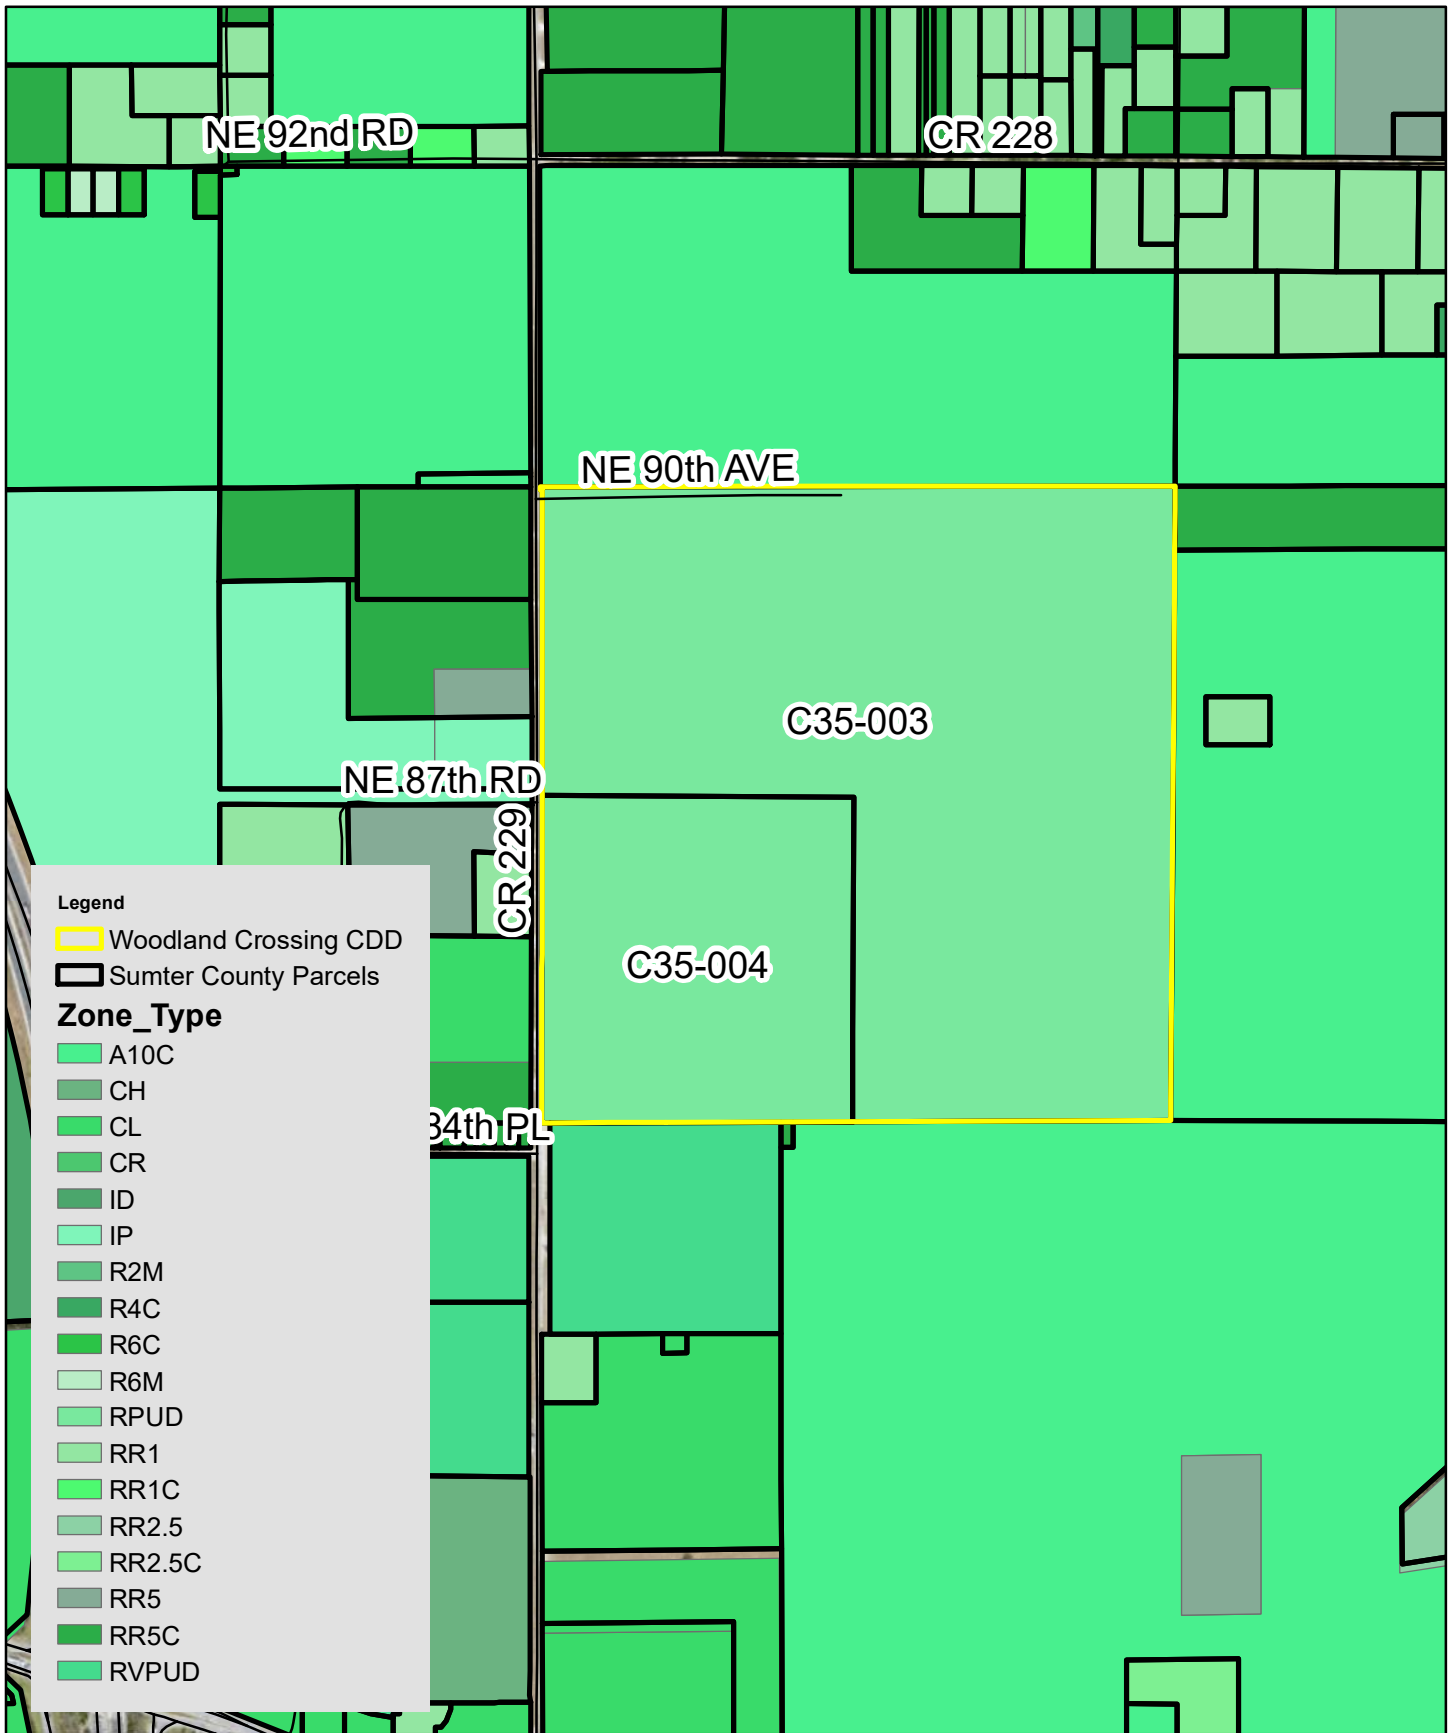 NE 92nd RD
CR 228
NE 90th AVE
C35-003
NE 87th RD
CR 229
C35-004
84th PL
Legend
Woodland Crossing CDD
Sumter County Parcels
Zone_Type
A10C
CH
CL
CR
ID
IP
R2M
R4C
R6C
R6M
RPUD
RR1
RR1C
RR2.5
RR2.5C
RR5
RR5C
RVPUD